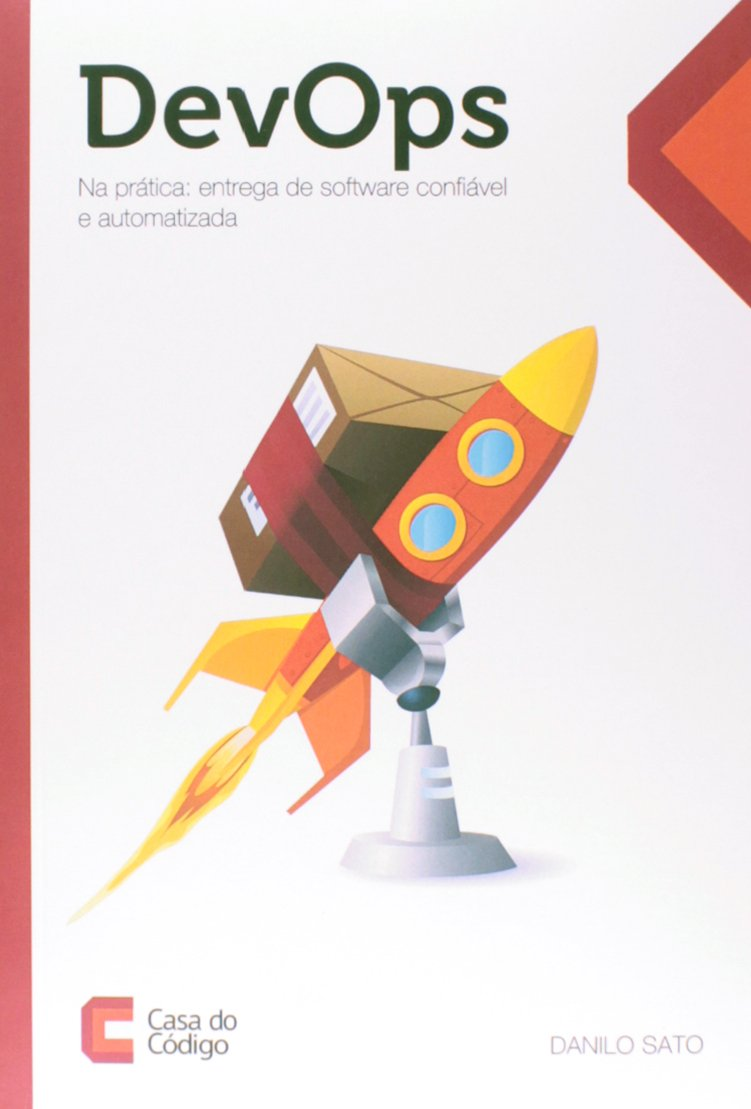 DevOps
Na prática: entrega de software confiável
e automatizada
Casa do
Código
DANILO SATO